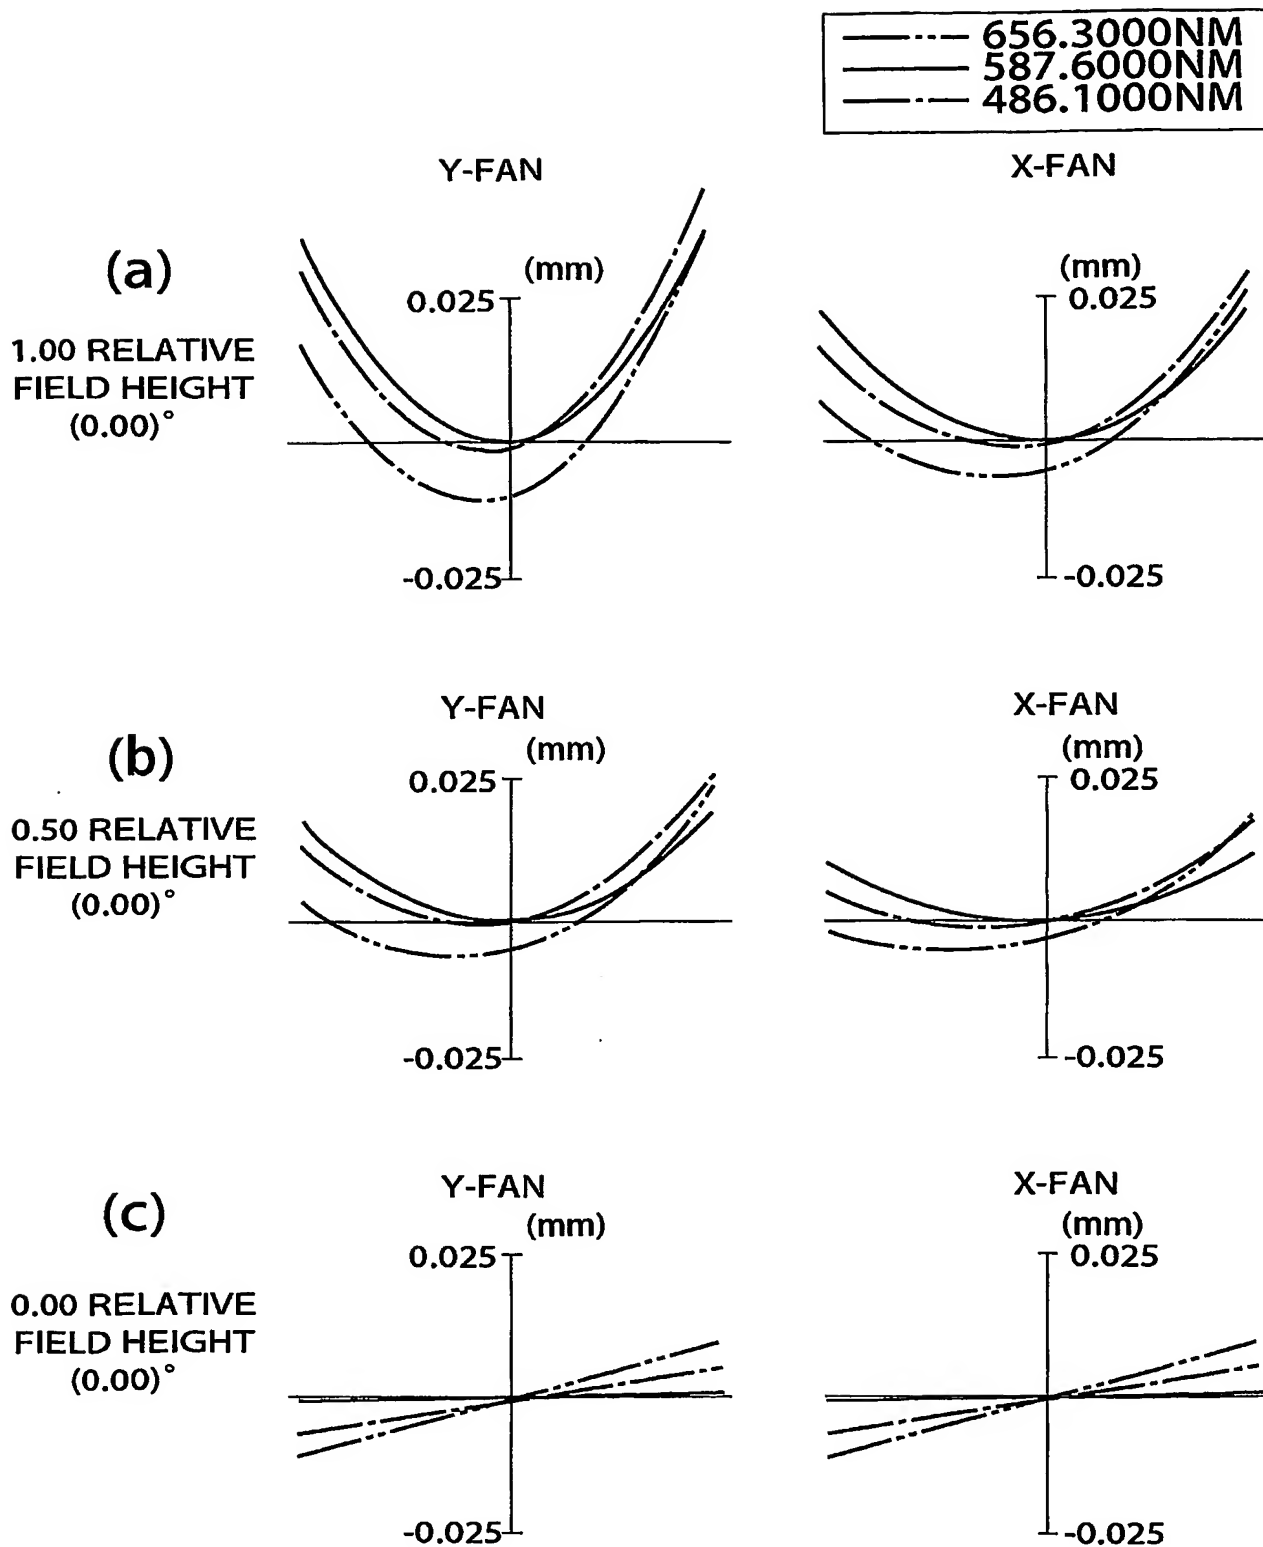 656.3000NM
587.6000NM
486.1000NM
Y-FAN
X-FAN
(a)
(mm)
(mm)
0.025
0.025
1.00 RELATIVE
FIELD HEIGHT
(0.00)°
-0.025
-0.025
Y-FAN
X-FAN
(b)
(mm)
(mm)
0.025
0.025
0.50 RELATIVE
FIELD HEIGHT
(0.00)°
-0.025
-0.025
Y-FAN
X-FAN
(c)
(mm)
(mm)
0.025
0.025
0.00 RELATIVE
FIELD HEIGHT
(0.00)°
-0.025
-0.025